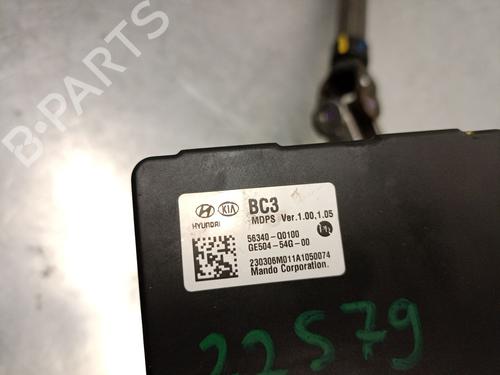 B-PARTS
HYUNDAI KIA
BC3
MDPS Ver.1.00,1.05
56340-Q0100
GE504-54G-00
230306M011A1050074
Mando Corporation.
22579